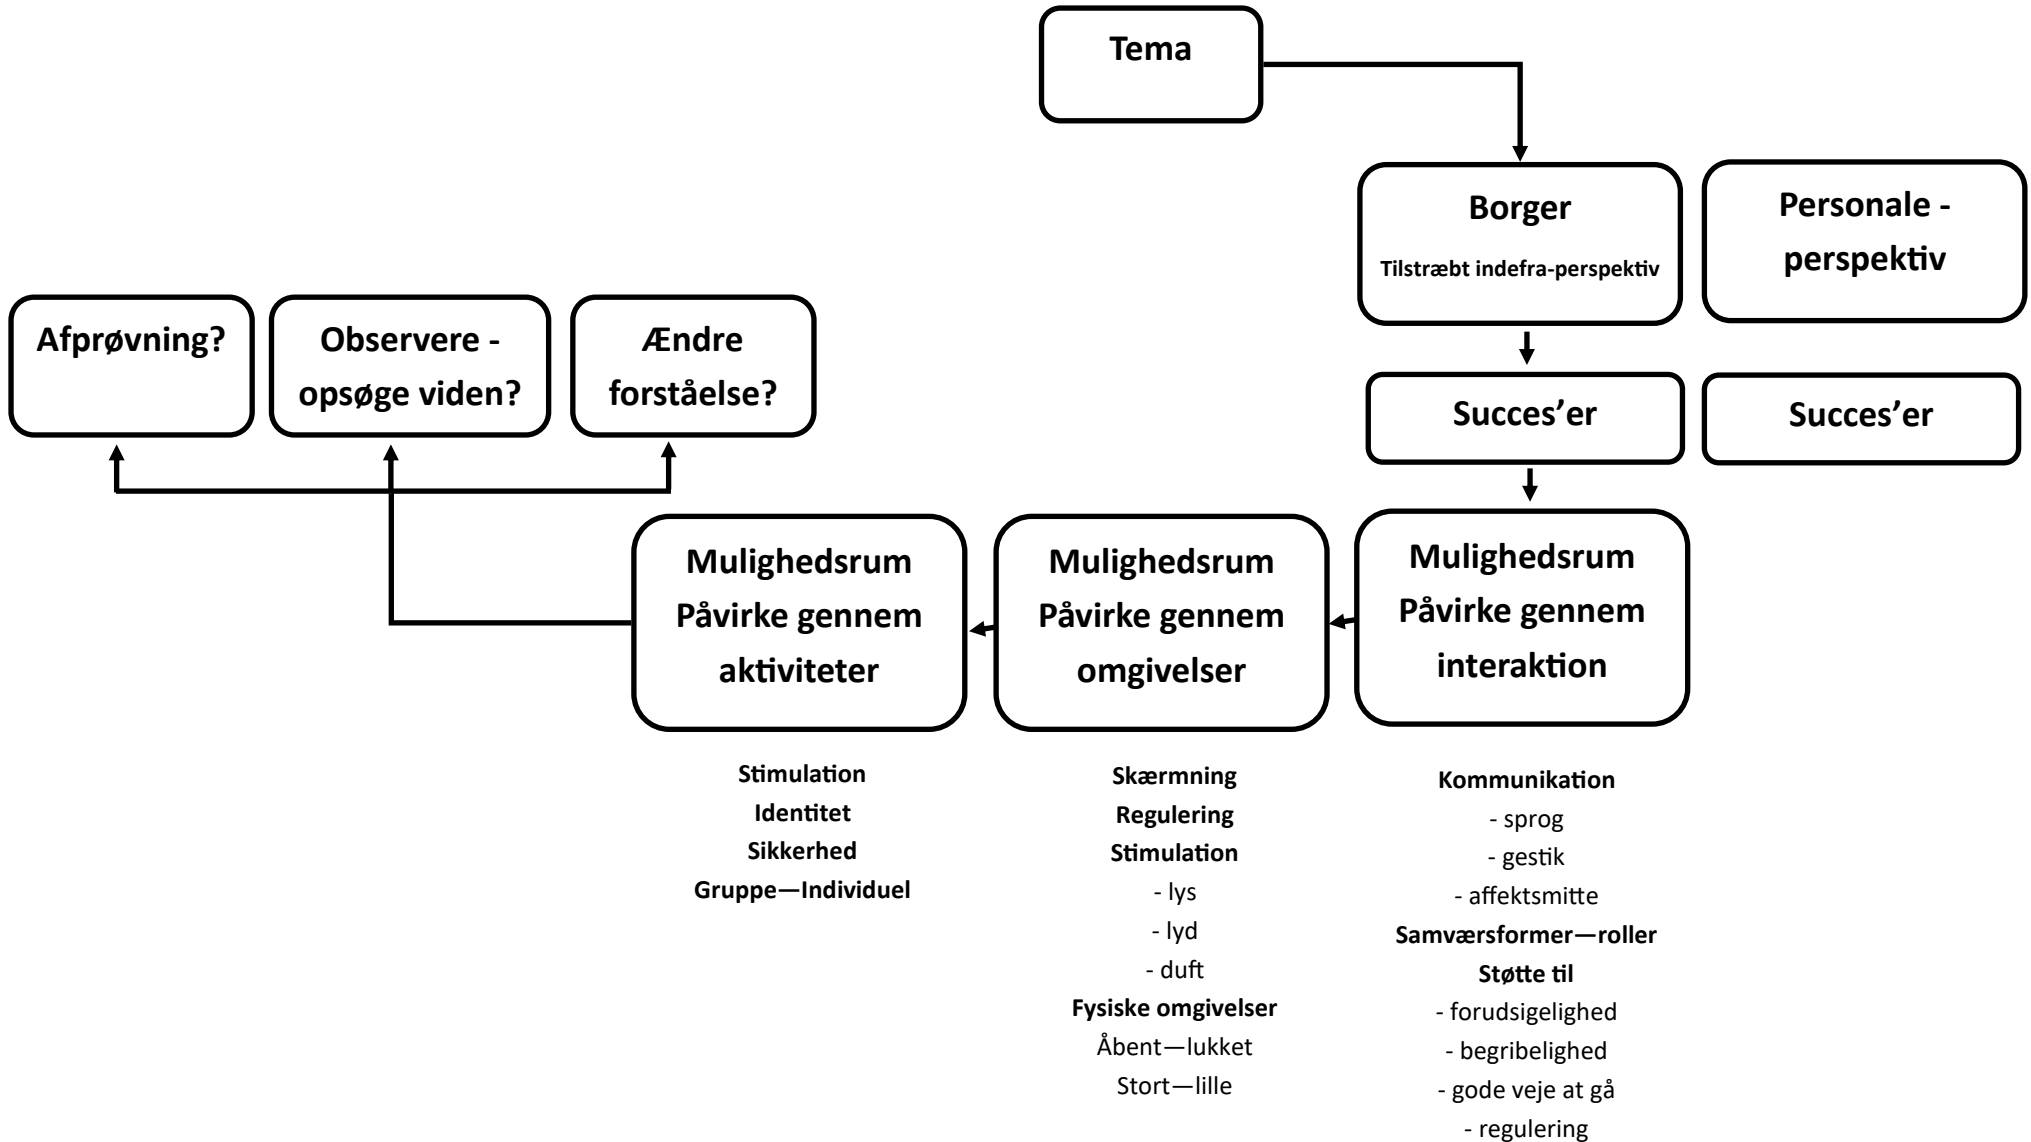 Tema
Borger
Tilstræbt indefra-perspektiv
Personale -
perspektiv
Succes’er
Succes’er
Afprøvning?
Observere -
opsøge viden?
Ændre
forståelse?
Mulighedsrum
Påvirke gennem
aktiviteter
Mulighedsrum
Påvirke gennem
omgivelser
Mulighedsrum
Påvirke gennem
interaktion
Stimulation
Identitet
Sikkerhed
Gruppe—Individuel
Skærmning
Regulering
Stimulation
- lys
- lyd
- duft
Fysiske omgivelser
Åbent—lukket
Stort—lille
Kommunikation
- sprog
- gestik
- affektsmitte
Samværsformer—roller
Støtte til
- forudsigelighed
- begribelighed
- gode veje at gå
- regulering